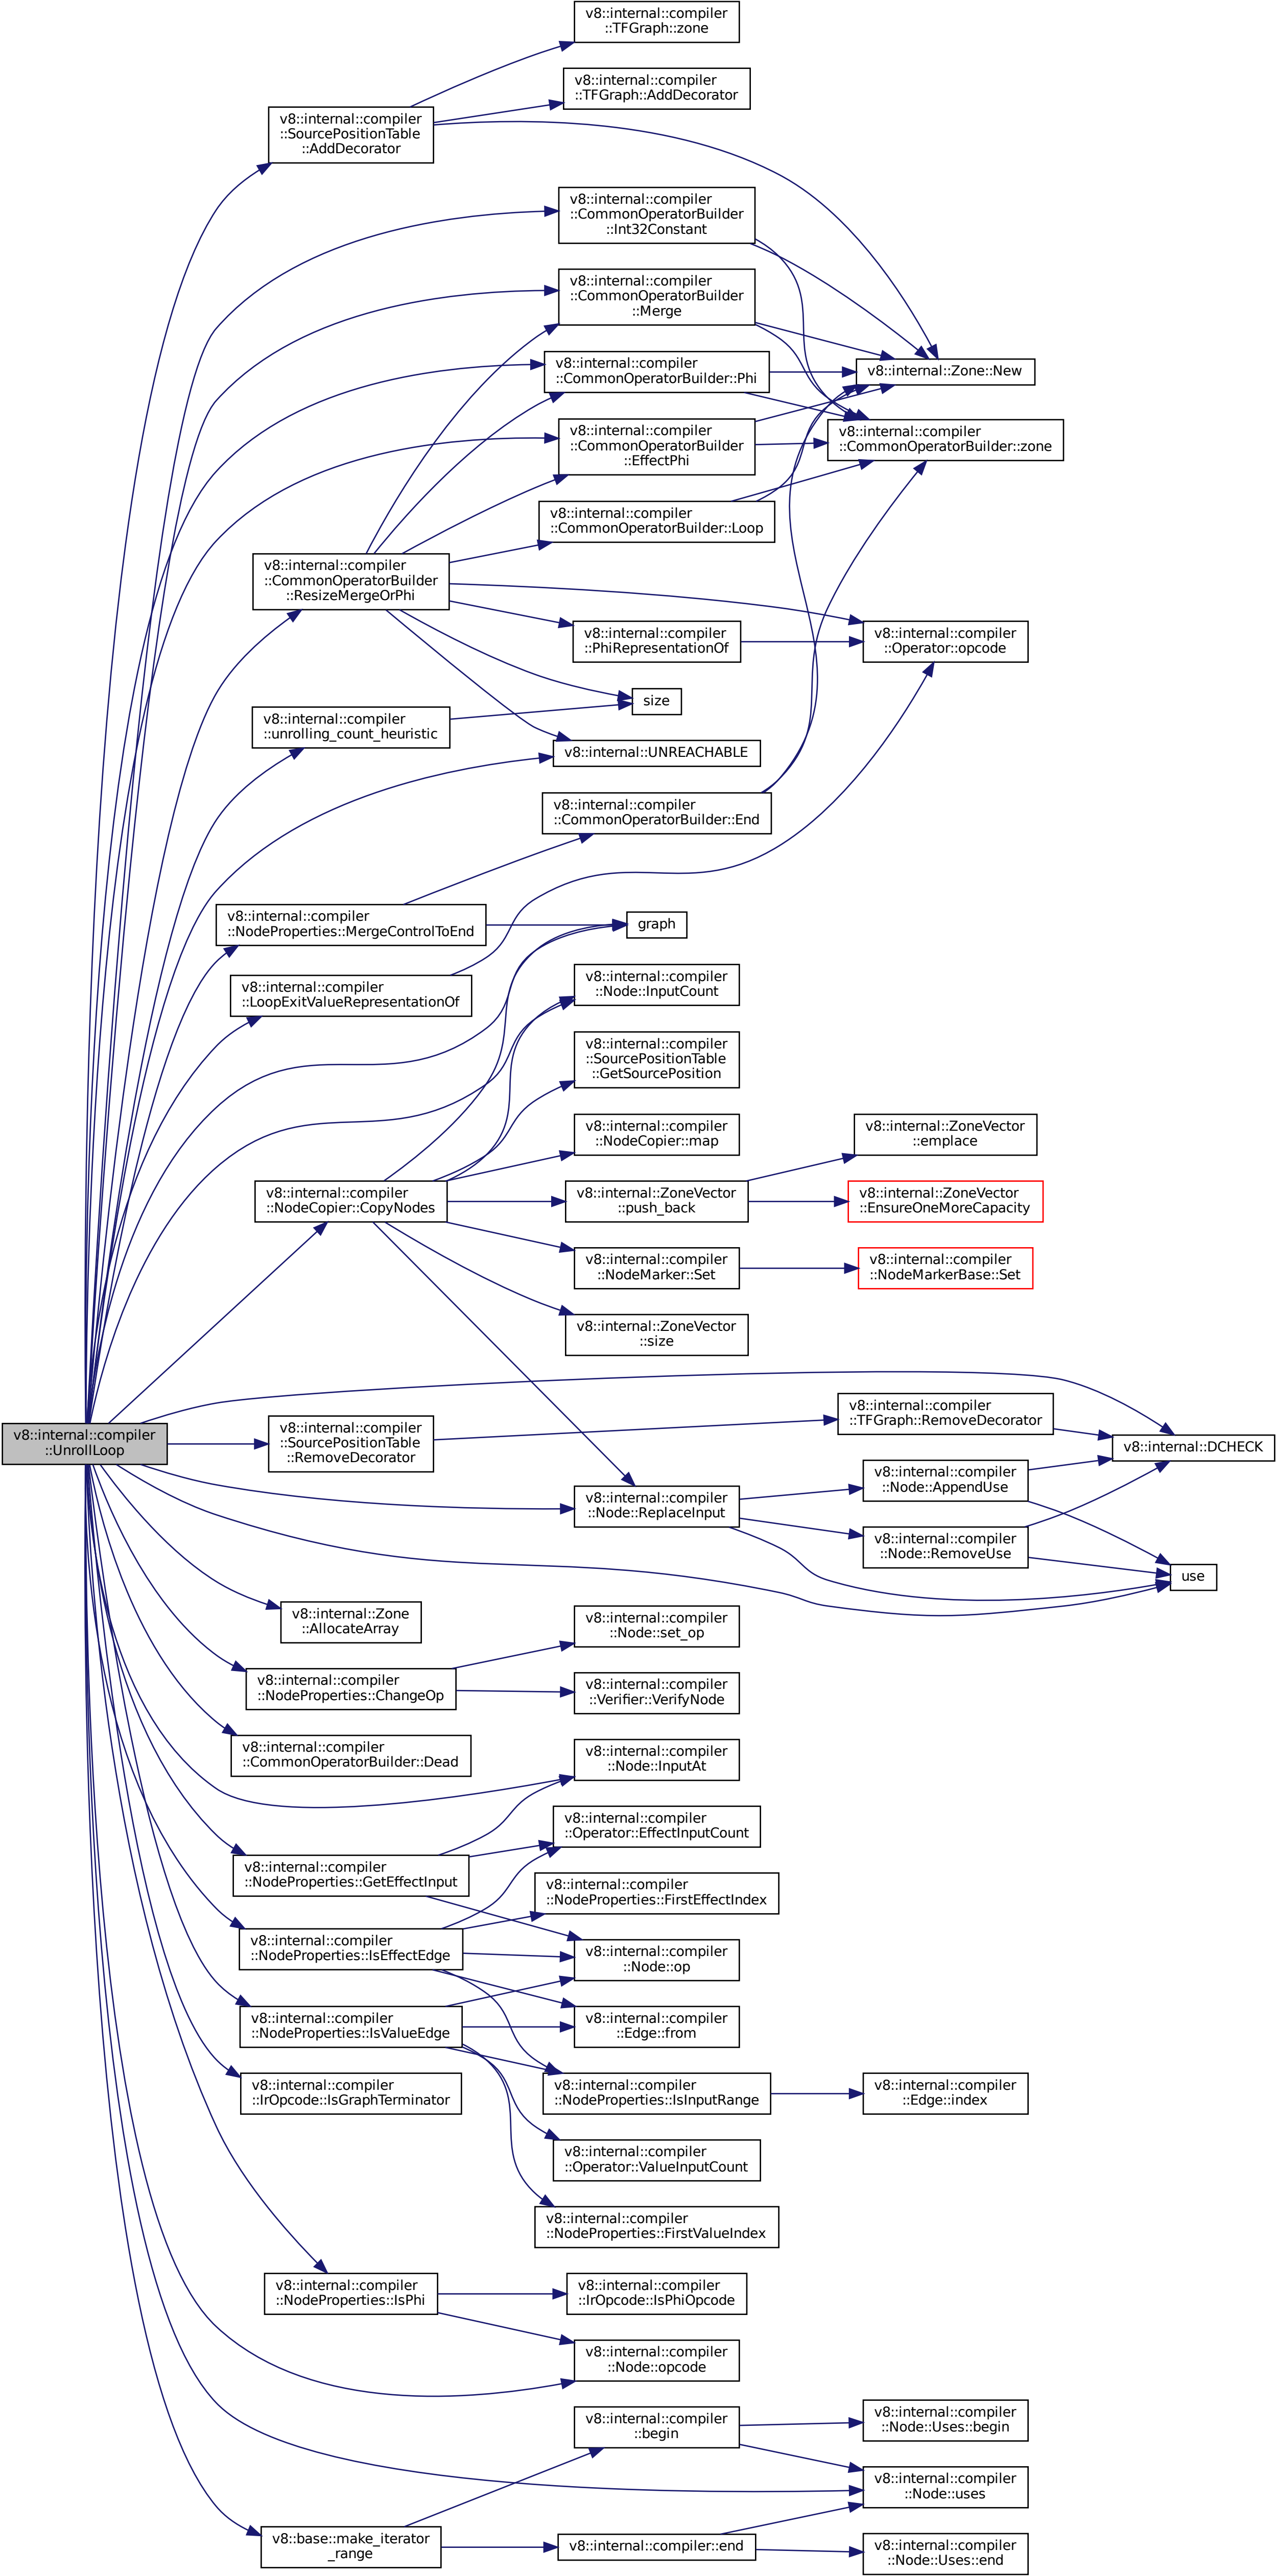 v8::internal::compiler
::TFGraph::zone
v8::internal::compiler
::TFGraph::AddDecorator
v8::internal::compiler
::SourcePositionTable
::AddDecorator
v8::internal::compiler
::CommonOperatorBuilder
::Int32Constant
v8::internal::compiler
::CommonOperatorBuilder
::Merge
v8::internal::compiler
::CommonOperatorBuilder::Phi
v8::internal::Zone::New
v8::internal::compiler
::CommonOperatorBuilder
::EffectPhi
v8::internal::compiler
::CommonOperatorBuilder::zone
v8::internal::compiler
::CommonOperatorBuilder::Loop
v8::internal::compiler
::CommonOperatorBuilder
::ResizeMergeOrPhi
v8::internal::compiler
::PhiRepresentationOf
v8::internal::compiler
::Operator::opcode
size
v8::internal::compiler
::unrolling_count_heuristic
v8::internal::UNREACHABLE
v8::internal::compiler
::CommonOperatorBuilder::End
v8::internal::compiler
::NodeProperties::MergeControlToEnd
graph
v8::internal::compiler
::LoopExitValueRepresentationOf
v8::internal::compiler
::Node::InputCount
v8::internal::compiler
::SourcePositionTable
::GetSourcePosition
v8::internal::compiler
::NodeCopier::map
v8::internal::ZoneVector
::emplace
v8::internal::compiler
::NodeCopier::CopyNodes
v8::internal::ZoneVector
::push_back
v8::internal::ZoneVector
::EnsureOneMoreCapacity
v8::internal::compiler
::NodeMarker::Set
v8::internal::compiler
::NodeMarkerBase::Set
v8::internal::ZoneVector
::size
v8::internal::compiler
::UnrollLoop
v8::internal::compiler
::SourcePositionTable
::RemoveDecorator
v8::internal::compiler
::TFGraph::RemoveDecorator
v8::internal::DCHECK
v8::internal::compiler
::Node::ReplaceInput
v8::internal::compiler
::Node::AppendUse
v8::internal::compiler
::Node::RemoveUse
use
v8::internal::Zone
::AllocateArray
v8::internal::compiler
::Node::set_op
v8::internal::compiler
::NodeProperties::ChangeOp
v8::internal::compiler
::Verifier::VerifyNode
v8::internal::compiler
::CommonOperatorBuilder::Dead
v8::internal::compiler
::Node::InputAt
v8::internal::compiler
::Operator::EffectInputCount
v8::internal::compiler
::NodeProperties::GetEffectInput
v8::internal::compiler
::NodeProperties::FirstEffectIndex
v8::internal::compiler
::NodeProperties::IsEffectEdge
v8::internal::compiler
::Node::op
v8::internal::compiler
::NodeProperties::IsValueEdge
v8::internal::compiler
::Edge::from
v8::internal::compiler
::IrOpcode::IsGraphTerminator
v8::internal::compiler
::NodeProperties::IsInputRange
v8::internal::compiler
::Edge::index
v8::internal::compiler
::Operator::ValueInputCount
v8::internal::compiler
::NodeProperties::FirstValueIndex
v8::internal::compiler
::NodeProperties::IsPhi
v8::internal::compiler
::IrOpcode::IsPhiOpcode
v8::internal::compiler
::Node::opcode
v8::internal::compiler
::begin
v8::internal::compiler
::Node::Uses::begin
v8::internal::compiler
::Node::uses
v8::base::make_iterator
_range
v8::internal::compiler::end
v8::internal::compiler
::Node::Uses::end